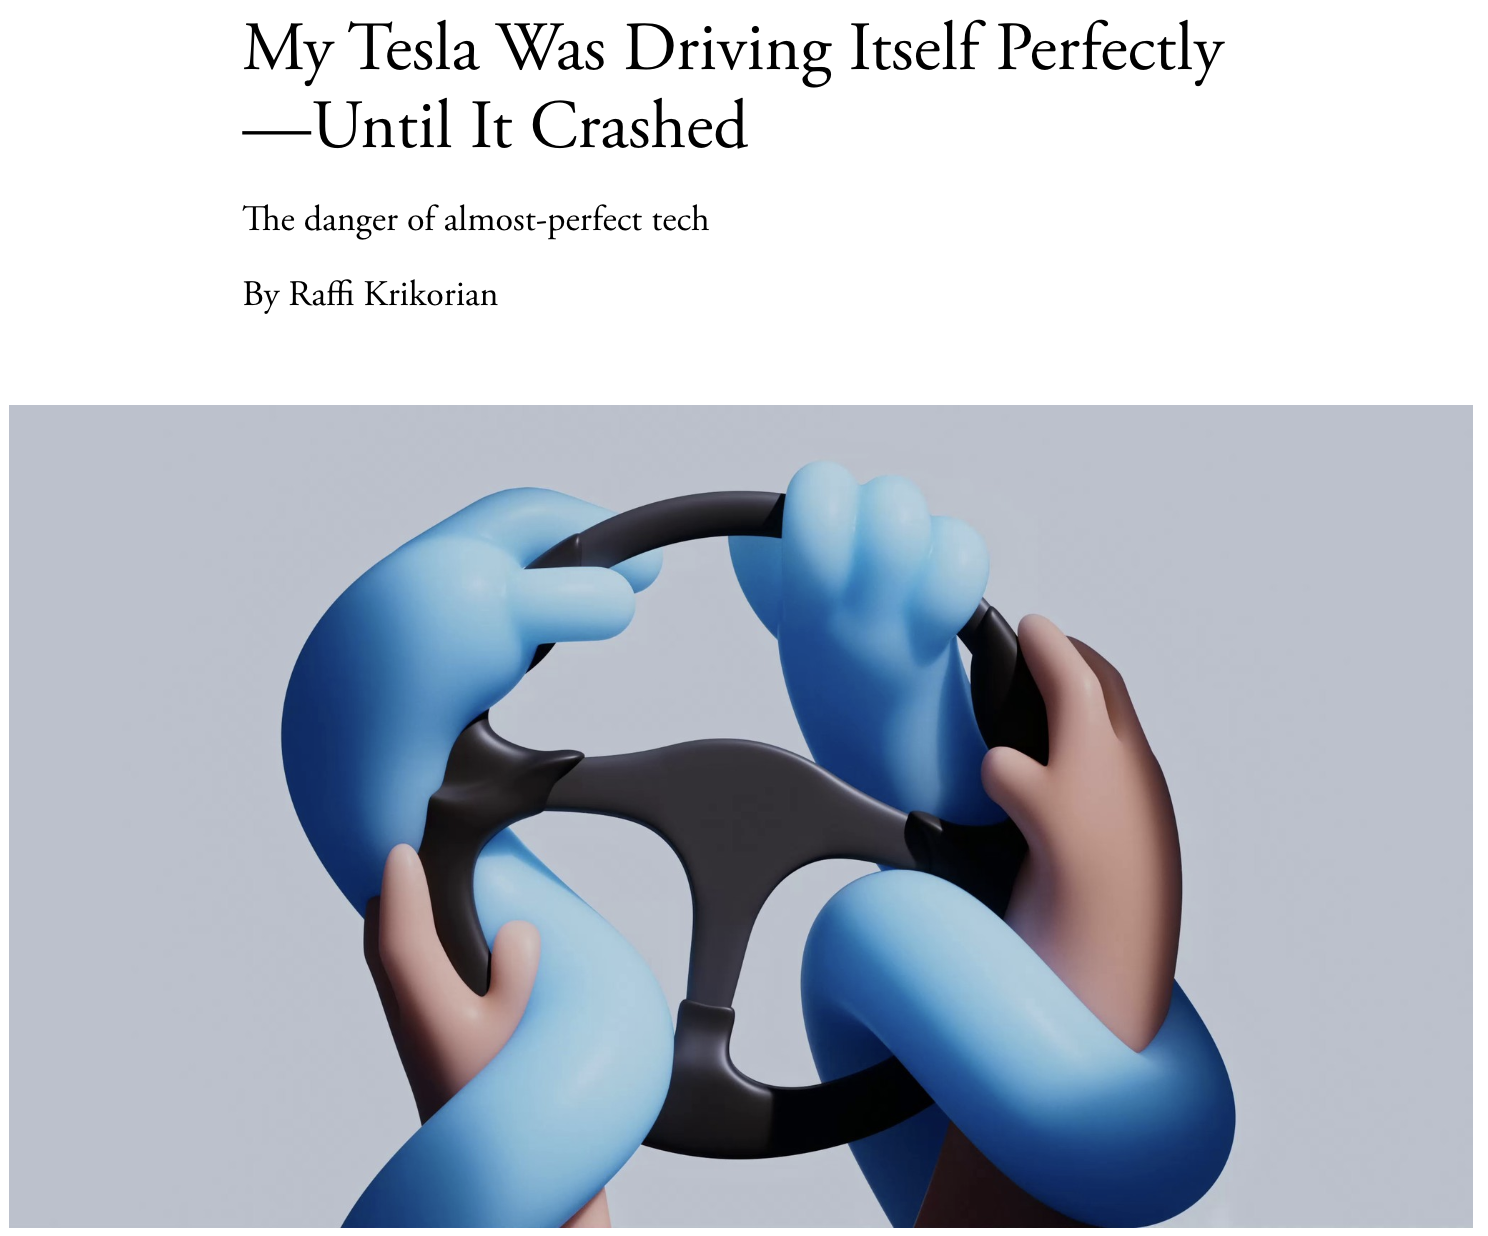 My Tesla Was Driving Itself Perfectly
—Until It Crashed
The danger of almost-perfect tech
By Raffi Krikorian